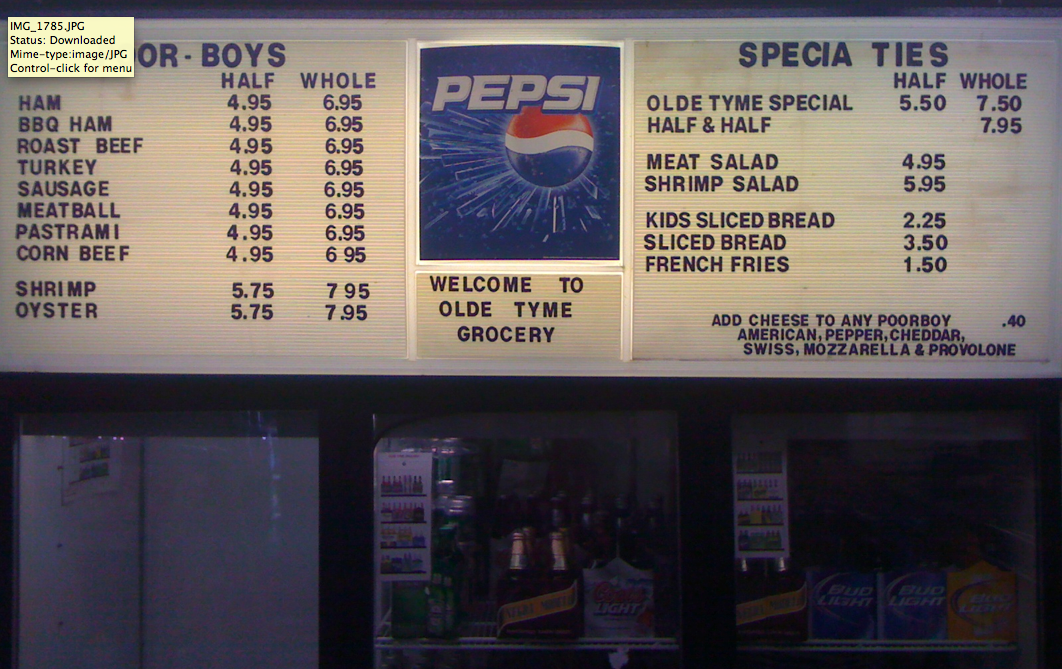 IMG_1785.JPG
Status: Downloaded
Mime-type:image/JPG
Control-click for menu
OR-BOYS
HALF WHOLE
HAM 4.95 6.95
BBQ HAM 4.95 6.95
ROAST BEEF 4.95 6.95
TURKEY 4.95 6.95
SAUSAGE 4.95 6.95
MEATBALL 4.95 6.95
PASTRAMI 4.95 6.95
CORN BEEF 4.95 6 95
SHRIMP 5.75 7 95
OYSTER 5.75 7.95
PEPSI
WELCOME TO
OLDE TYME
GROCERY
SPECIA TIES
HALF WHOLE
OLDE TYME SPECIAL 5.50 7.50
HALF & HALF 7.95
MEAT SALAD 4.95
SHRIMP SALAD 5.95
KIDS SLICED BREAD 2.25
SLICED BREAD 3.50
FRENCH FRIES 1.50
ADD CHEESE TO ANY POORBOY .40
AMERICAN, PEPPER, CHEDDAR,
SWISS, MOZZARELLA & PROVOLONE
LIGHT
BUD LIGHT
BUD LIGHT
BUD